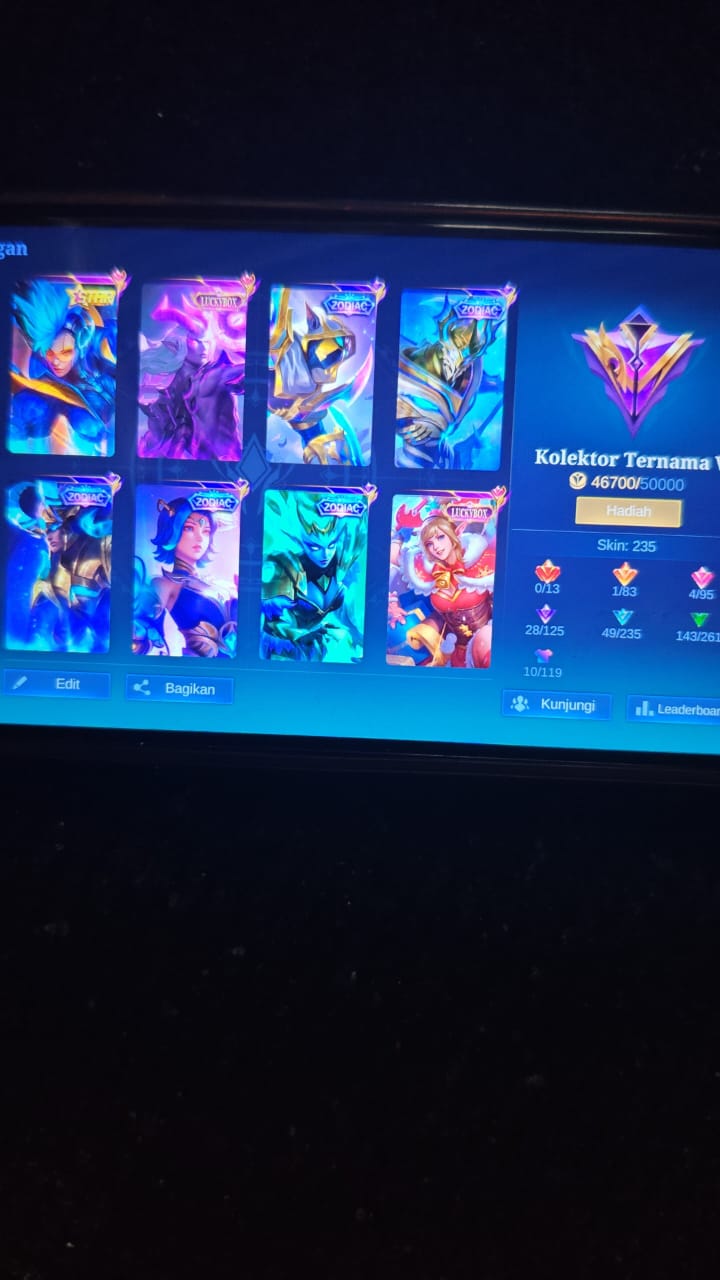 gan
STAR
LUCKYBOX
ZODIAC
ZODIAC
ZODIAC
ZODIAC
ZODIAC
LUCKYBOX
Edit
Bagikan
Kolektor Ternama V
46700/50000
Hadiah
Skin: 235
0/13
1/83
4/95
28/125
49/235
143/261
10/119
Kunjungi
Leaderboar